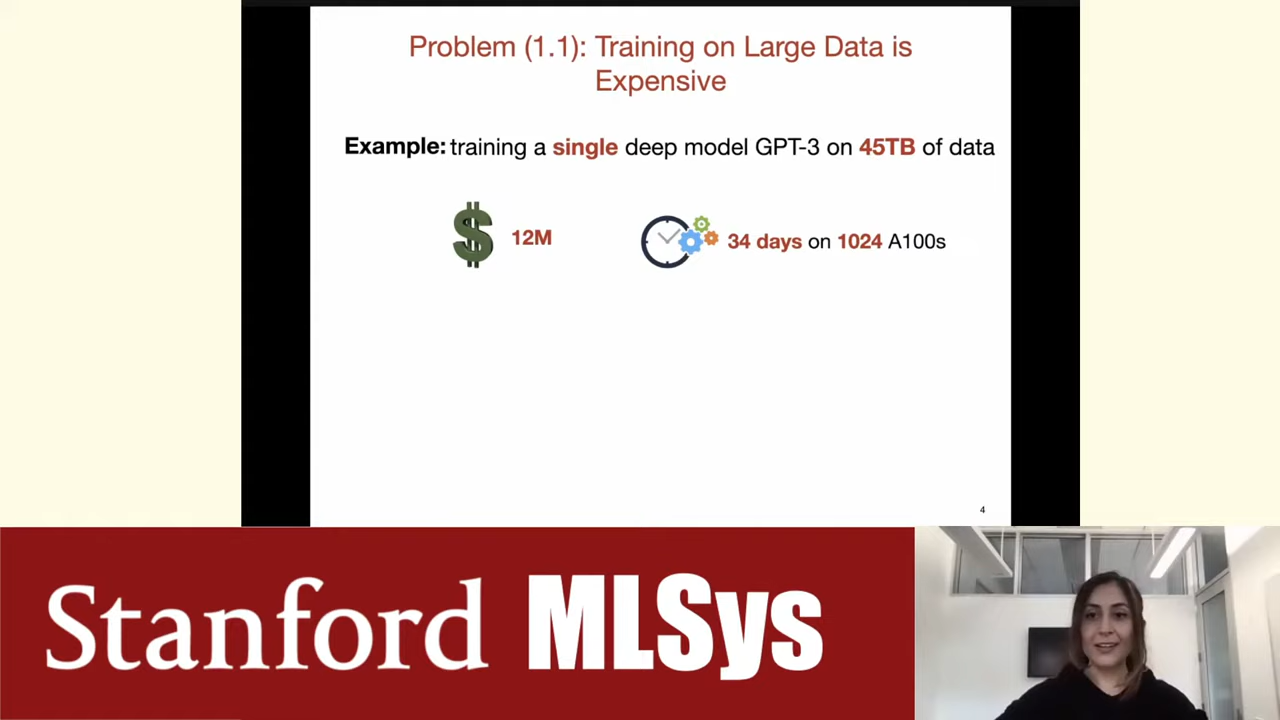 Problem (1.1): Training on Large Data is
Expensive
Example: training a single deep model GPT-3 on 45TB of data
$ 12M
34 days on 1024 A100s
4
Stanford MLSys